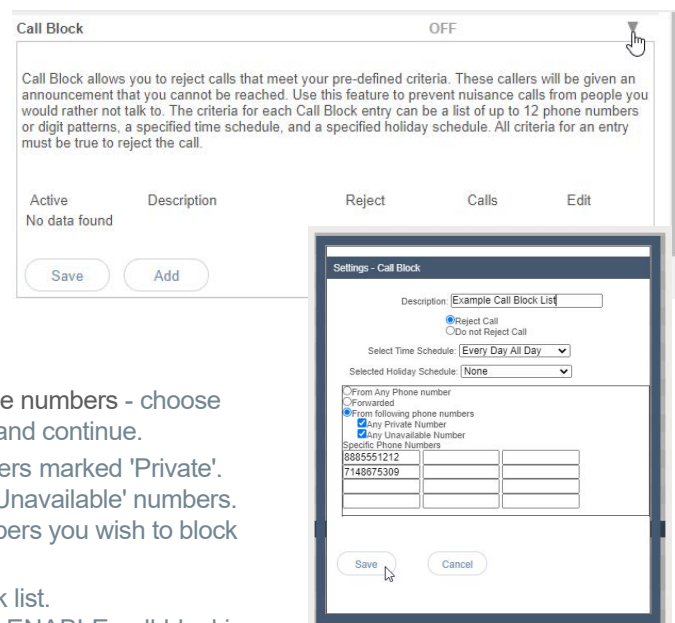 Call Block OFF
Call Block allows you to reject calls that meet your pre-defined criteria. These callers will be given an
announcement that you cannot be reached. Use this feature to prevent nuisance calls from people you
would rather not talk to. The criteria for each Call Block entry can be a list of up to 12 phone numbers
or digit patterns, a specified time schedule, and a specified holiday schedule. All criteria for an entry
must be true to reject the call.
Active Description Reject Calls Edit
No data found
Save Add
Settings - Call Block
Description: Example Call Block List
Reject Call
Do not Reject Call
Select Time Schedule: Every Day All Day
Selected Holiday Schedule: None
From Any Phone number
Forwarded
From following phone numbers
Any Private Number
Any Unavailable Number
Specific Phone Numbers
8885551212
7148675309
Save Cancel
e numbers - choose
and continue.
ers marked 'Private'.
Unavailable' numbers.
bers you wish to block
k list.